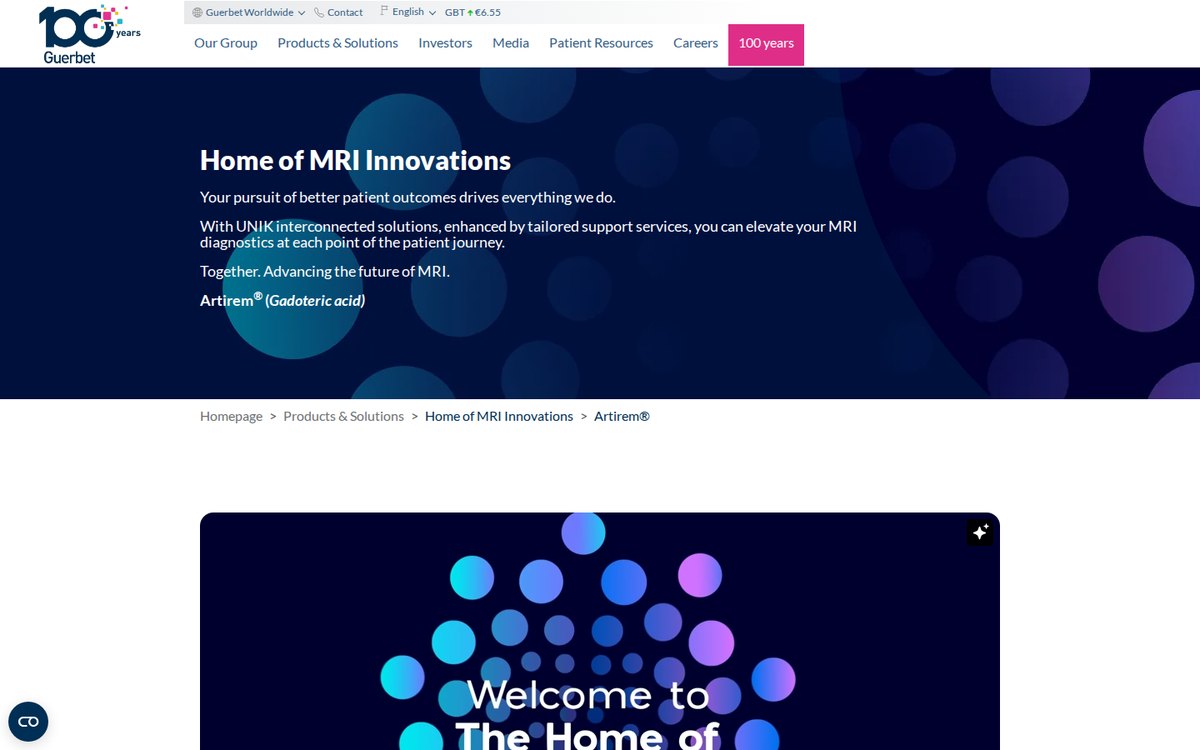 100 years
Guerbet
Guerbet Worldwide
Contact
English
GBT €6.55
Our Group
Products & Solutions
Investors
Media
Patient Resources
Careers
100 years
Home of MRI Innovations
Your pursuit of better patient outcomes drives everything we do.
With UNIK interconnected solutions, enhanced by tailored support services, you can elevate your MRI
diagnostics at each point of the patient journey.
Together. Advancing the future of MRI.
Artirem® (Gadoteric acid)
Homepage > Products & Solutions > Home of MRI Innovations > Artirem®
Welcome to
The Home of